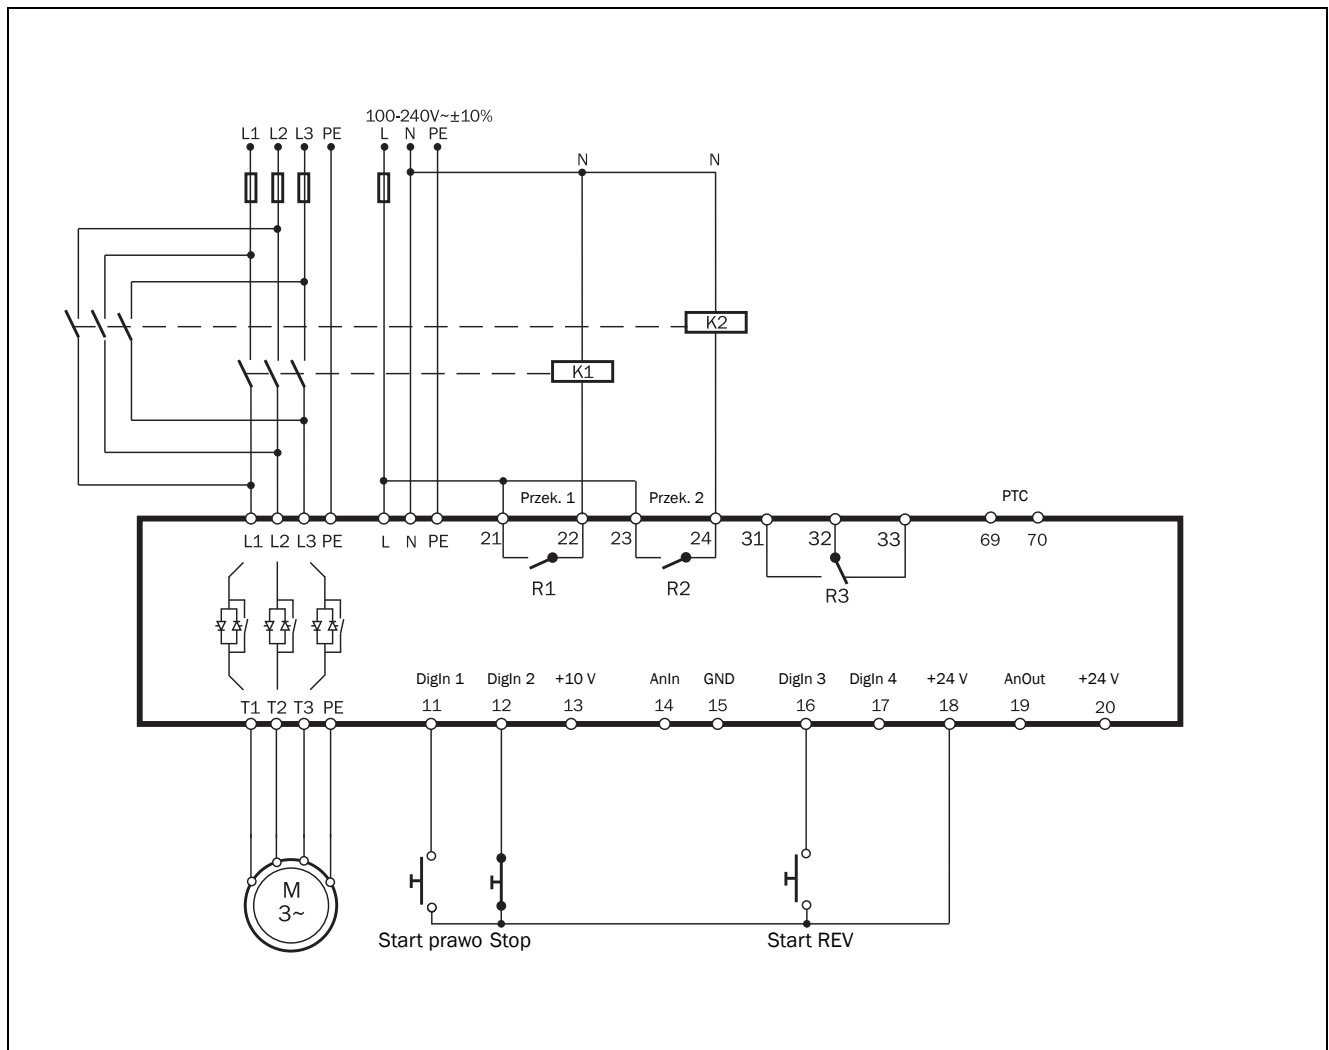 100-240V~±10%
L1 L2 L3 PE L N PE
N N
K2
K1
Przek. 1 Przek. 2 PTC
L1 L2 L3 PE L N PE 21 22 23 24 31 32 33 69 70
R1 R2 R3
DigIn 1 DigIn 2 +10 V AnIn GND DigIn 3 DigIn 4 +24 V AnOut +24 V
T1 T2 T3 PE 11 12 13 14 15 16 17 18 19 20
M
3~
Start prawo Stop Start REV